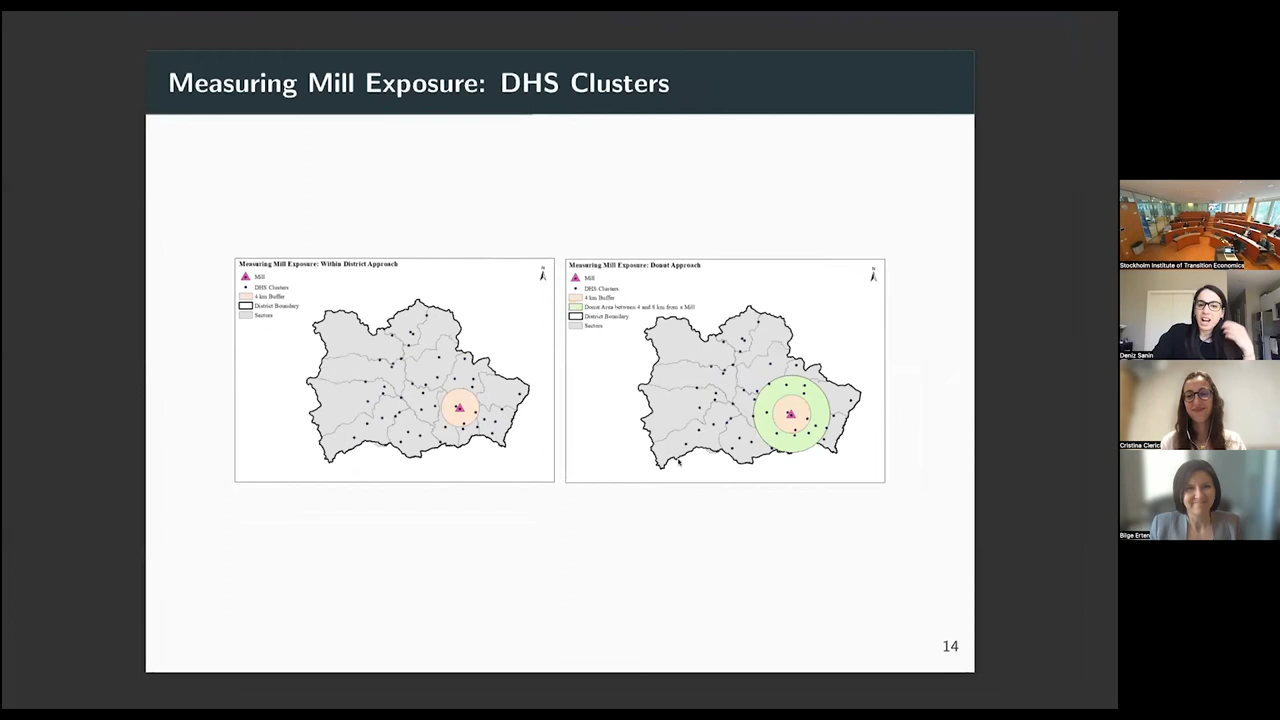 Measuring Mill Exposure: DHS Clusters
Measuring Mill Exposure: Within District Approach
N
Mill
DHS Clusters
4 km Buffer
District Boundary
Sectors
Measuring Mill Exposure: Donut Approach
N
Mill
DHS Clusters
4 km Buffer
Donut Area between 4 and 8 km from a Mill
District Boundary
Sectors
14
Stockholm Institute of Transition Economics
Deniz Sanin
Cristina Clerici
Bilge Erten